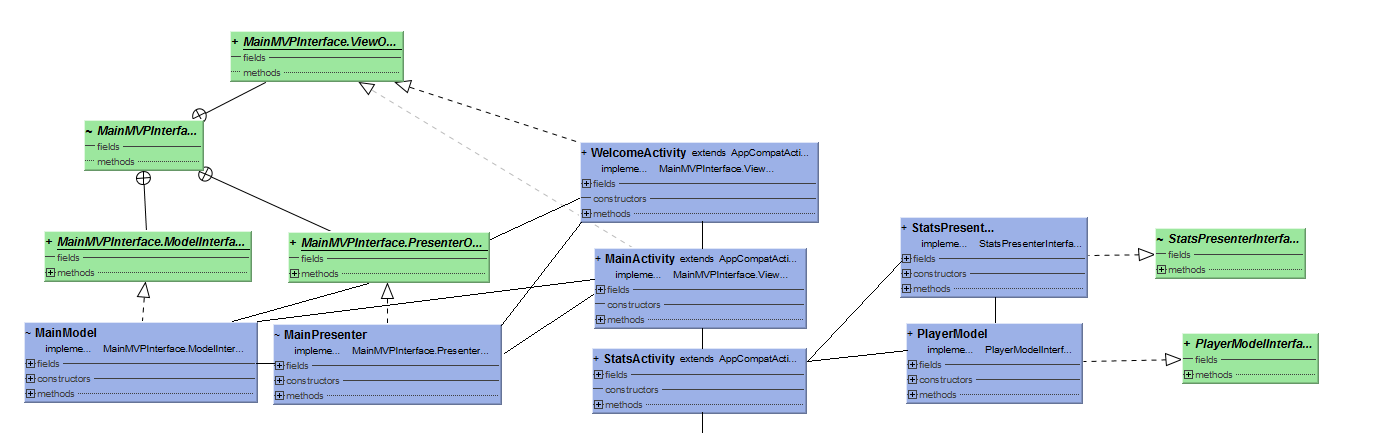 + MainMVPInterface.ViewO...
fields
methods
~ MainMVPInterfa...
fields
methods
+ WelcomeActivity extends AppCompatActi...
impleme... MainMVPInterface.View...
fields
constructors
methods
+ MainMVPInterface.ModelInterfa...
fields
methods
+ MainMVPInterface.PresenterO...
fields
methods
+ MainActivity extends AppCompatActi...
impleme... MainMVPInterface.View...
fields
constructors
methods
+ StatsPresent...
impleme... StatsPresenterInterfa...
fields
constructors
methods
~ StatsPresenterInterfa...
fields
methods
~ MainModel
impleme... MainMVPInterface.ModelInter...
fields
constructors
methods
~ MainPresenter
impleme... MainMVPInterface.Presenter...
fields
constructors
methods
+ StatsActivity extends AppCompatActi...
fields
constructors
methods
+ PlayerModel
impleme... PlayerModelInterf...
fields
constructors
methods
+ PlayerModelInterfa...
fields
methods